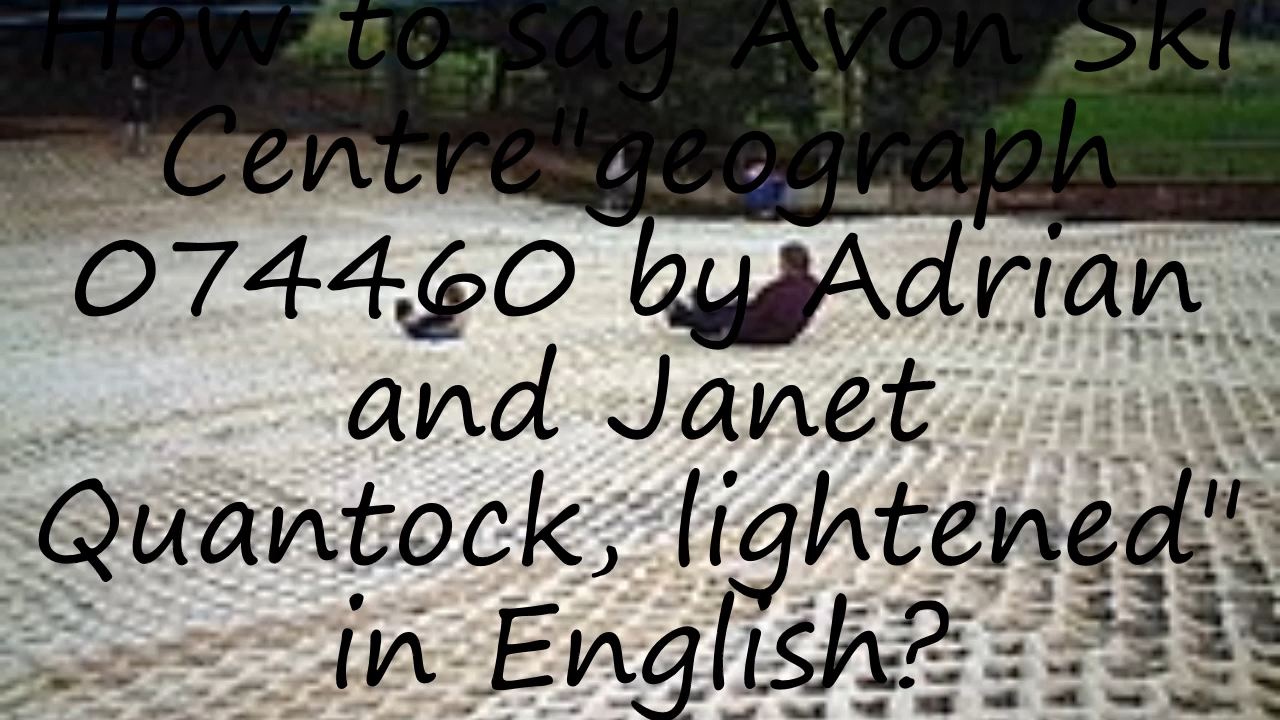 How to say Avon Ski
Centre"geograph
074460 by Adrian
and Janet
Quantock, lightened"
in English?